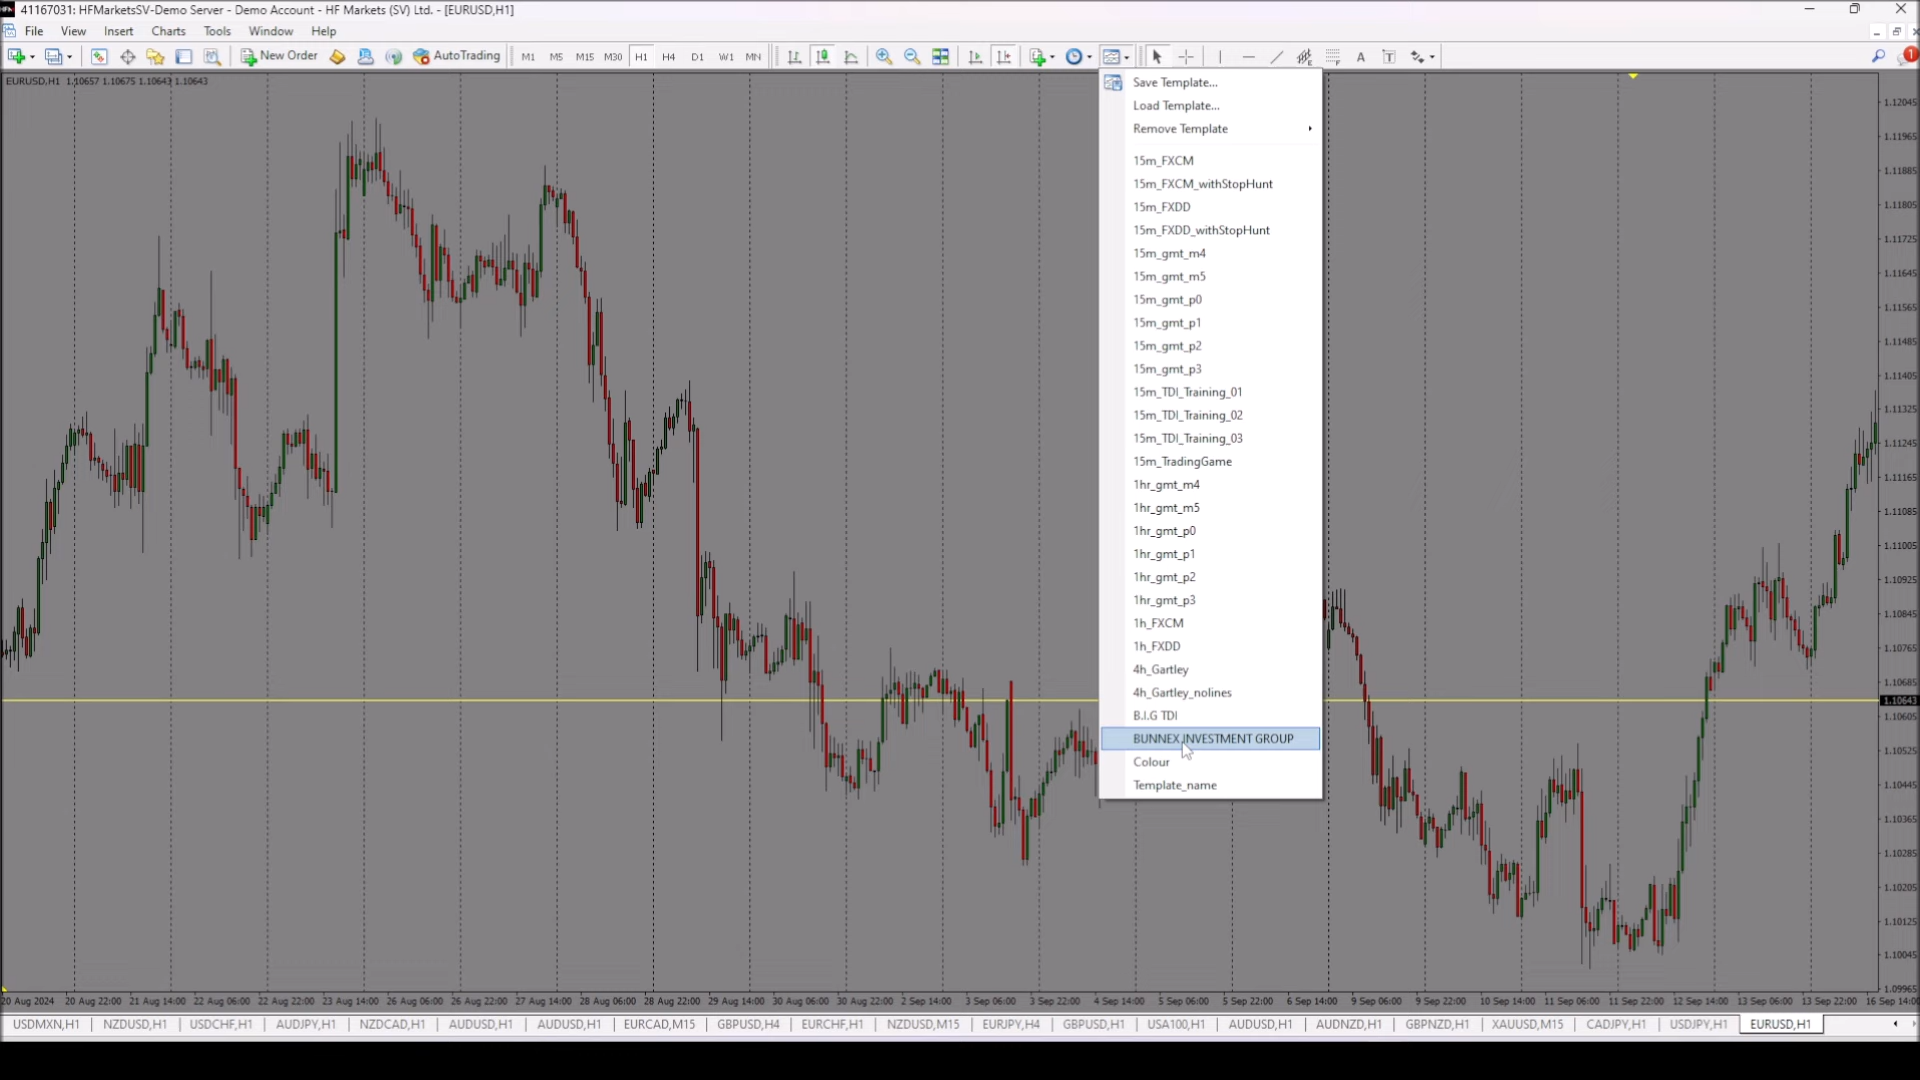 41167031: HFMarketsSV-Demo Server - Demo Account - HF Markets (SV) Ltd. - [EURUSD,H1]
File View Insert Charts Tools Window Help
New Order AutoTrading M1 M5 M15 M30 H1 H4 D1 W1 MN A T 1
EURUSD,H1 1.10657 1.10675 1.10643 1.10643
Save Template...
Load Template...
Remove Template
15m_FXCM
15m_FXCM_withStopHunt
15m_FXDD
15m_FXDD_withStopHunt
15m_gmt_m4
15m_gmt_m5
15m_gmt_p0
15m_gmt_p1
15m_gmt_p2
15m_gmt_p3
15m_TDI_Training_01
15m_TDI_Training_02
15m_TDI_Training_03
15m_TradingGame
1hr_gmt_m4
1hr_gmt_m5
1hr_gmt_p0
1hr_gmt_p1
1hr_gmt_p2
1hr_gmt_p3
1h_FXCM
1h_FXDD
4h_Gartley
4h_Gartley_nolines
B.I.G TDI
BUNNEX INVESTMENT GROUP
Colour
Template_name
1.12045
1.11965
1.11885
1.11805
1.11725
1.11645
1.11565
1.11485
1.11405
1.11325
1.11245
1.11165
1.11085
1.11005
1.10925
1.10845
1.10765
1.10685
1.10643
1.10605
1.10525
1.10445
1.10365
1.10285
1.10205
1.10125
1.10045
1.09965
20 Aug 2024 20 Aug 22:00 21 Aug 14:00 22 Aug 06:00 22 Aug 22:00 23 Aug 14:00 26 Aug 06:00 26 Aug 22:00 27 Aug 14:00 28 Aug 06:00 28 Aug 22:00 29 Aug 14:00 30 Aug 06:00 30 Aug 22:00 2 Sep 14:00 3 Sep 06:00 3 Sep 22:00 4 Sep 14:00 5 Sep 06:00 5 Sep 22:00 6 Sep 14:00 9 Sep 06:00 9 Sep 22:00 10 Sep 14:00 11 Sep 06:00 11 Sep 22:00 12 Sep 14:00 13 Sep 06:00 13 Sep 22:00 16 Sep 14:00
USDMXN,H1 NZDUSD,H1 USDCHF,H1 AUDJPY,H1 NZDCAD,H1 AUDUSD,H1 AUDUSD,H1 EURCAD,M15 GBPUSD,H4 EURCHF,H1 NZDUSD,M15 EURJPY,H4 GBPUSD,H1 USA100,H1 AUDUSD,H1 AUDNZD,H1 GBPNZD,H1 XAUUSD,M15 CADJPY,H1 USDJPY,H1 EURUSD,H1